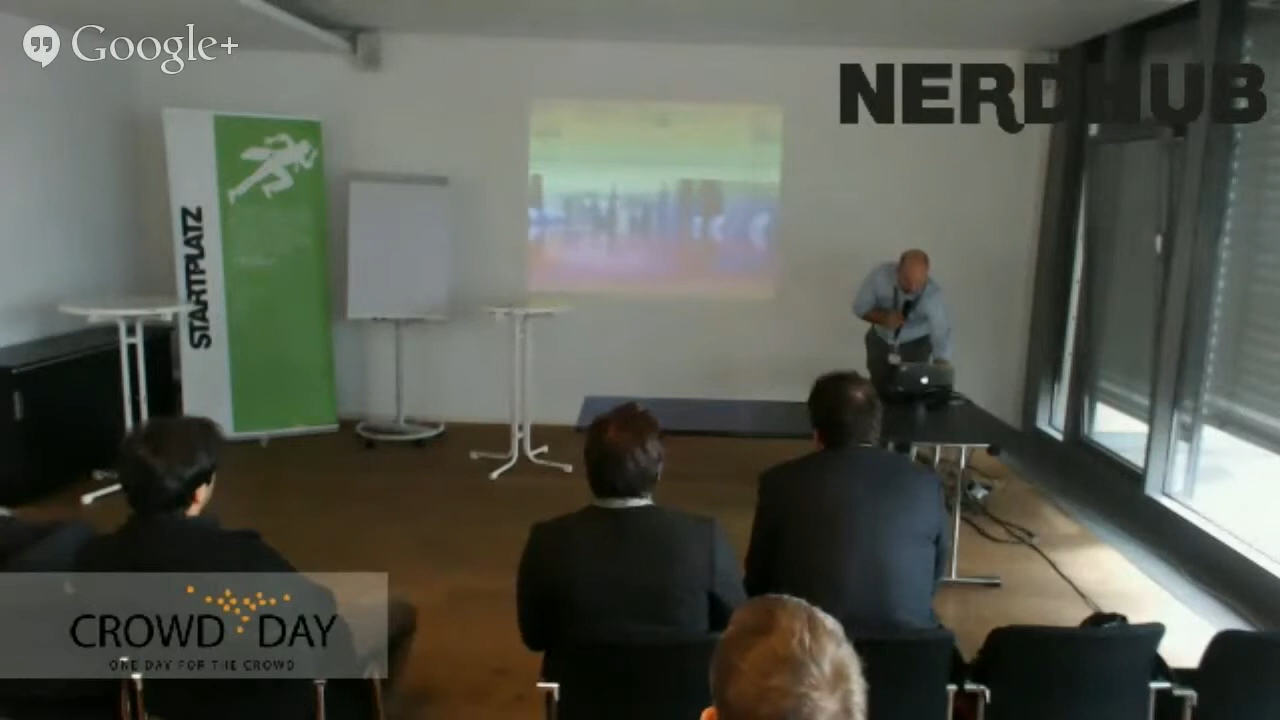 Google+
NERDHUB
STARTPLATZ
CROWD DAY
ONE DAY FOR THE CROWD